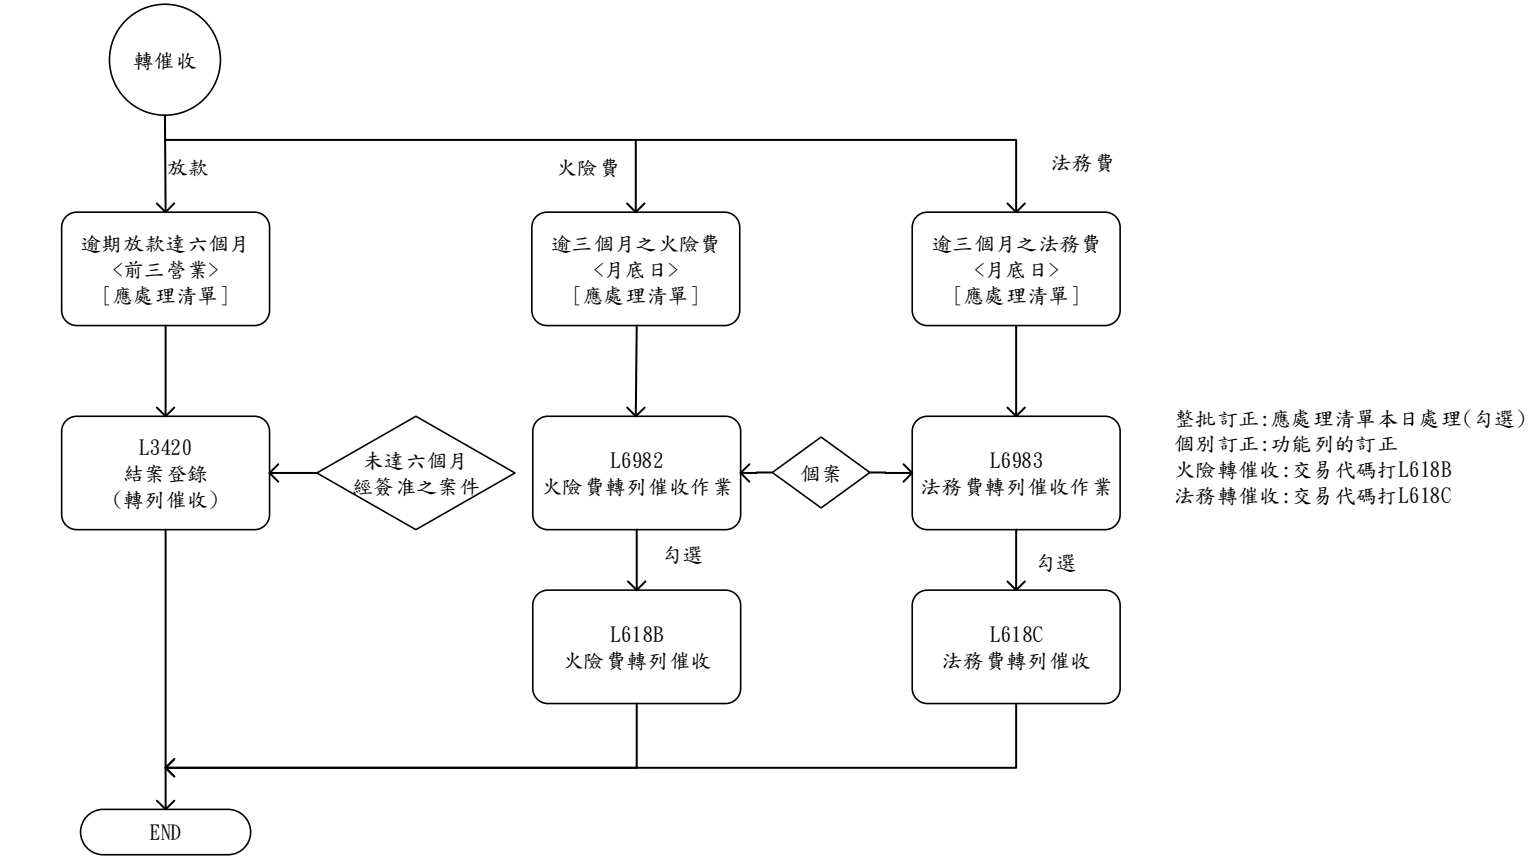 轉催收
放款
火險費
法務費
逾期放款達六個月
<前三營業>
[應處理清單]
逾三個月之火險費
<月底日>
[應處理清單]
逾三個月之法務費
<月底日>
[應處理清單]
L3420
結案登錄
(轉列催收)
未達六個月
經簽准之案件
L6982
火險費轉列催收作業
個案
L6983
法務費轉列催收作業
整批訂正:應處理清單本日處理(勾選)
個別訂正:功能列的訂正
火險轉催收:交易代碼打L618B
法務轉催收:交易代碼打L618C
勾選
勾選
L618B
火險費轉列催收
L618C
法務費轉列催收
END